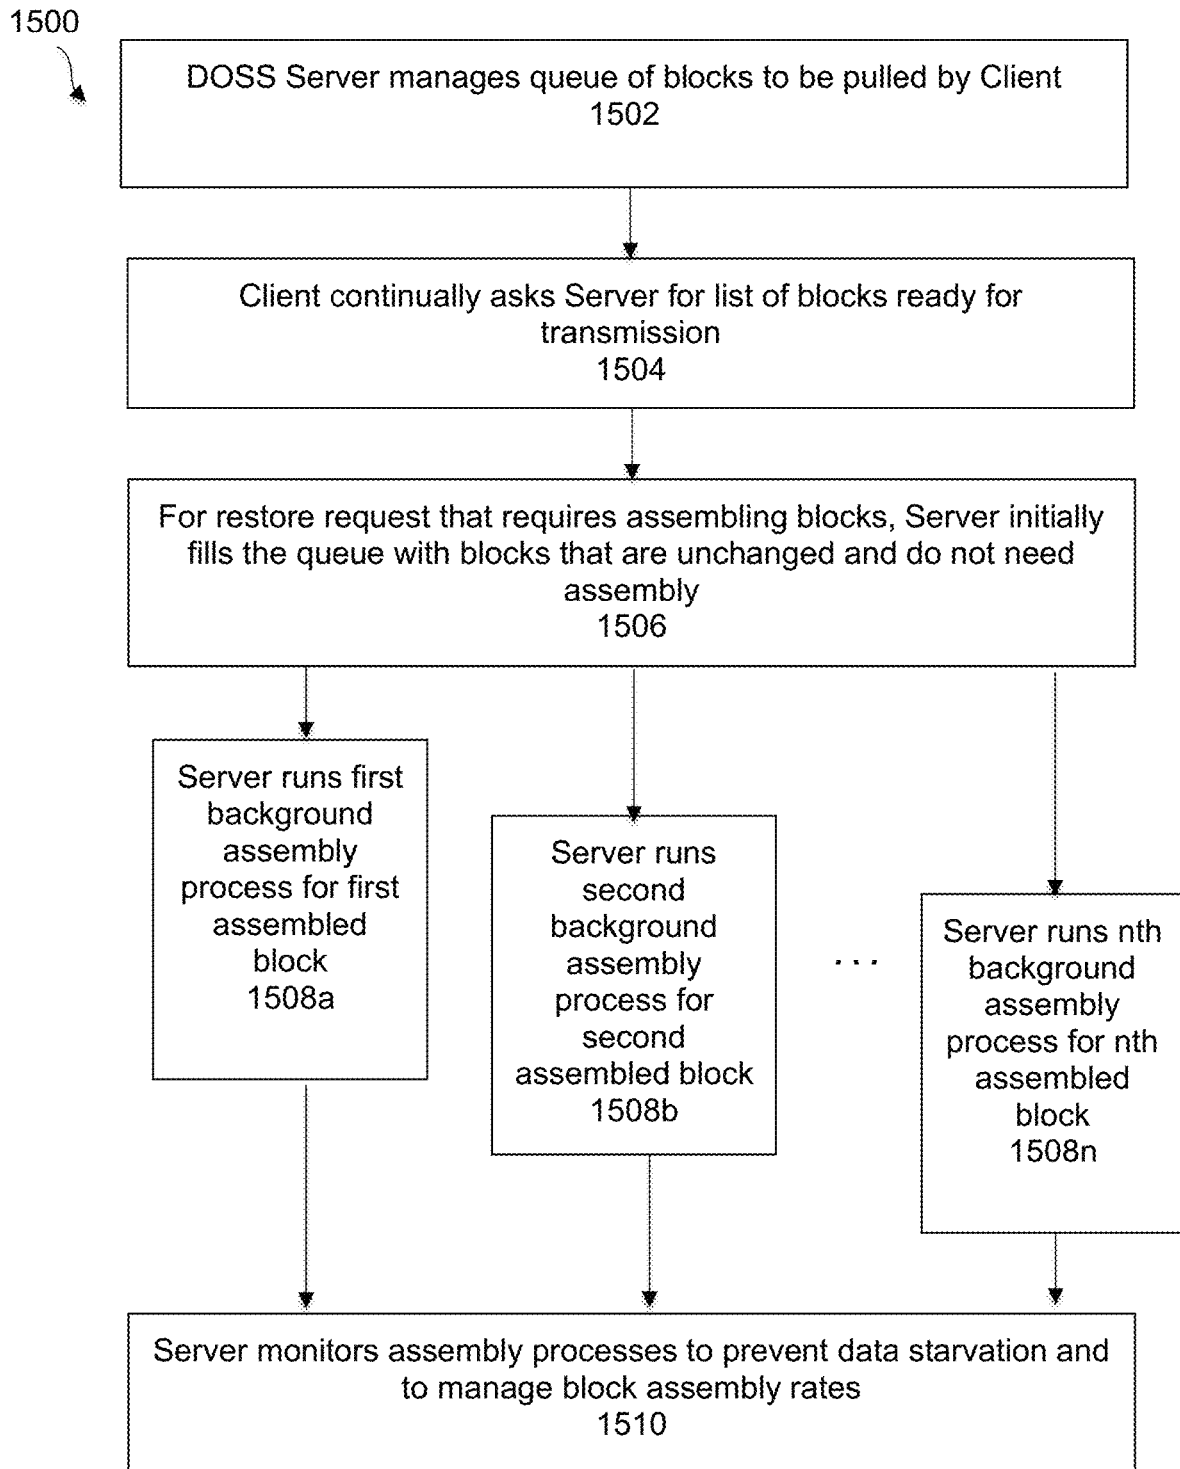 1500
DOSS Server manages queue of blocks to be pulled by Client
1502
Client continually asks Server for list of blocks ready for
transmission
1504
For restore request that requires assembling blocks, Server initially
fills the queue with blocks that are unchanged and do not need
assembly
1506
Server runs first
background
assembly
process for first
assembled
block
1508a
Server runs
second
background
assembly
process for
second
assembled block
1508b
. . .
Server runs nth
background
assembly
process for nth
assembled
block
1508n
Server monitors assembly processes to prevent data starvation and
to manage block assembly rates
1510